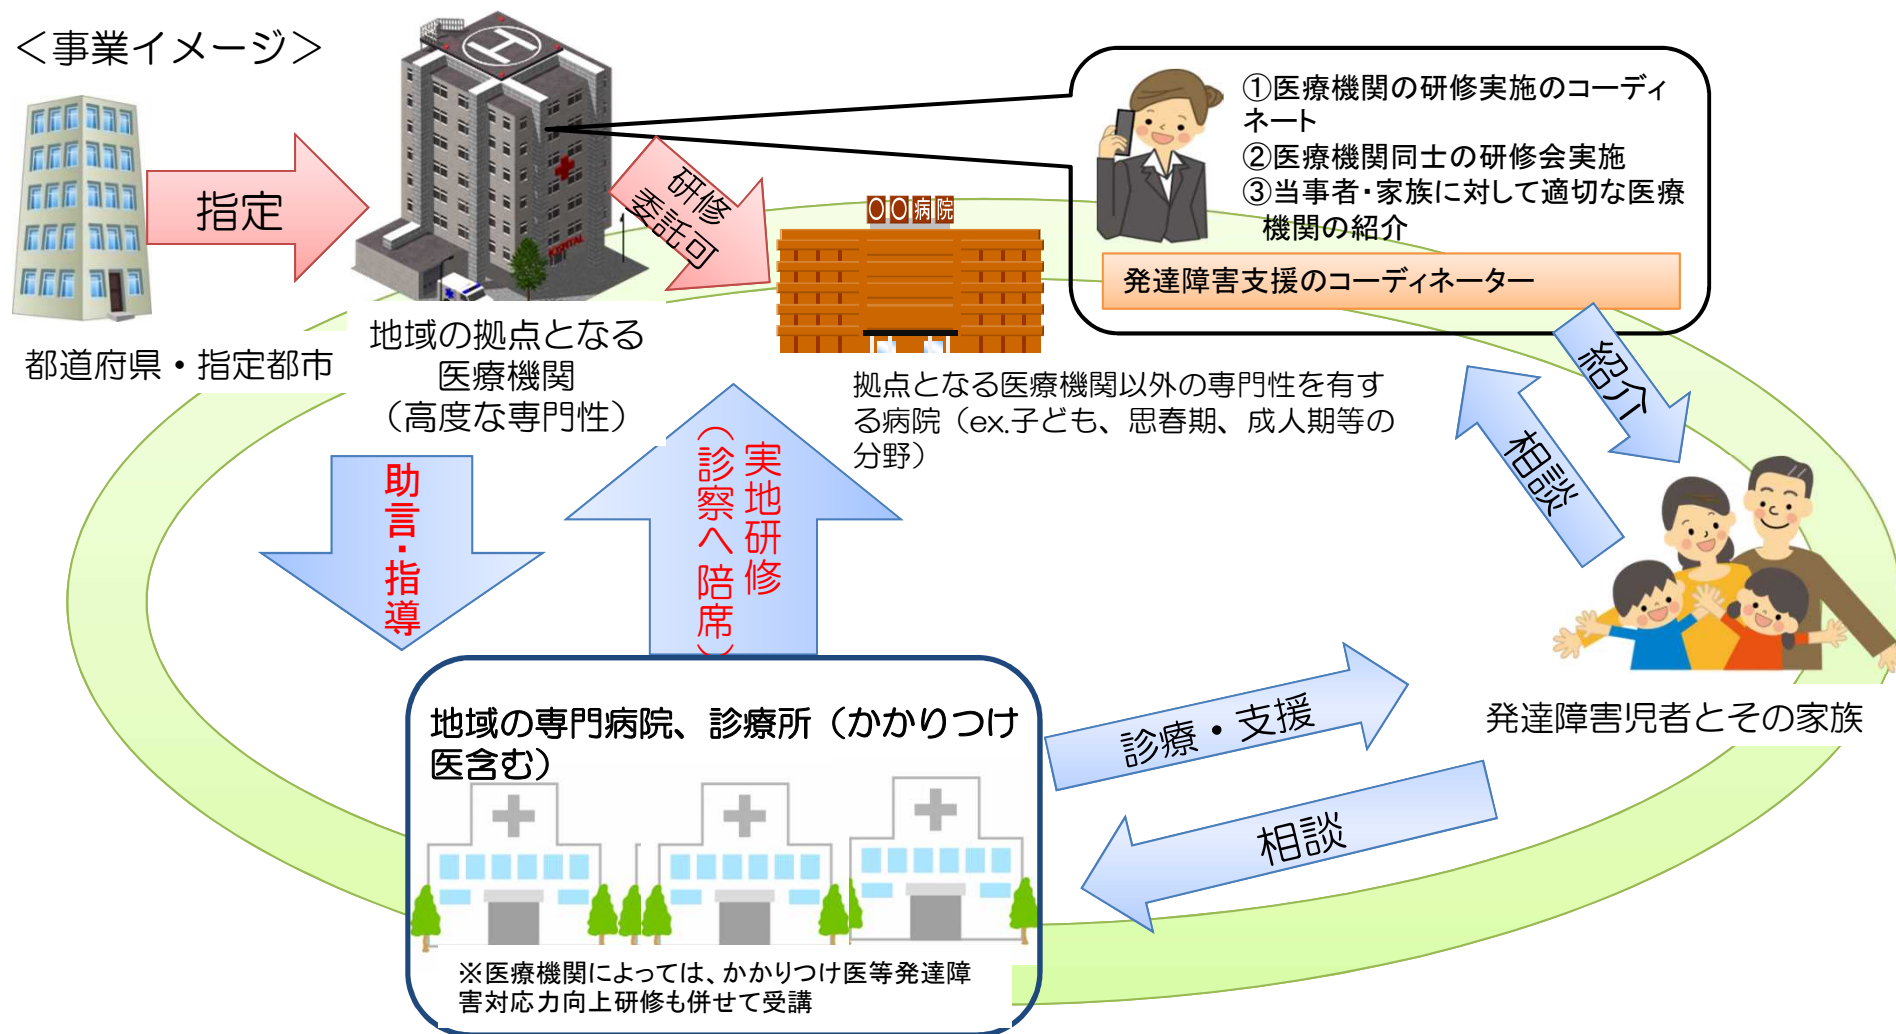 ＜事業イメージ＞
指定
都道府県・指定都市
地域の拠点となる
医療機関
（高度な専門性）
研修
委託可
〇〇病院
拠点となる医療機関以外の専門性を有す
る病院（ex.子ども、思春期、成人期等の
分野）
①医療機関の研修実施のコーディ
ネート
②医療機関同士の研修会実施
③当事者・家族に対して適切な医療
機関の紹介
発達障害支援のコーディネーター
紹介
相談
助言・指導
実地研修
（診察へ陪席）
発達障害児者とその家族
診療・支援
相談
地域の専門病院、診療所（かかりつけ
医含む）
※医療機関によっては、かかりつけ医等発達障
害対応力向上研修も併せて受講